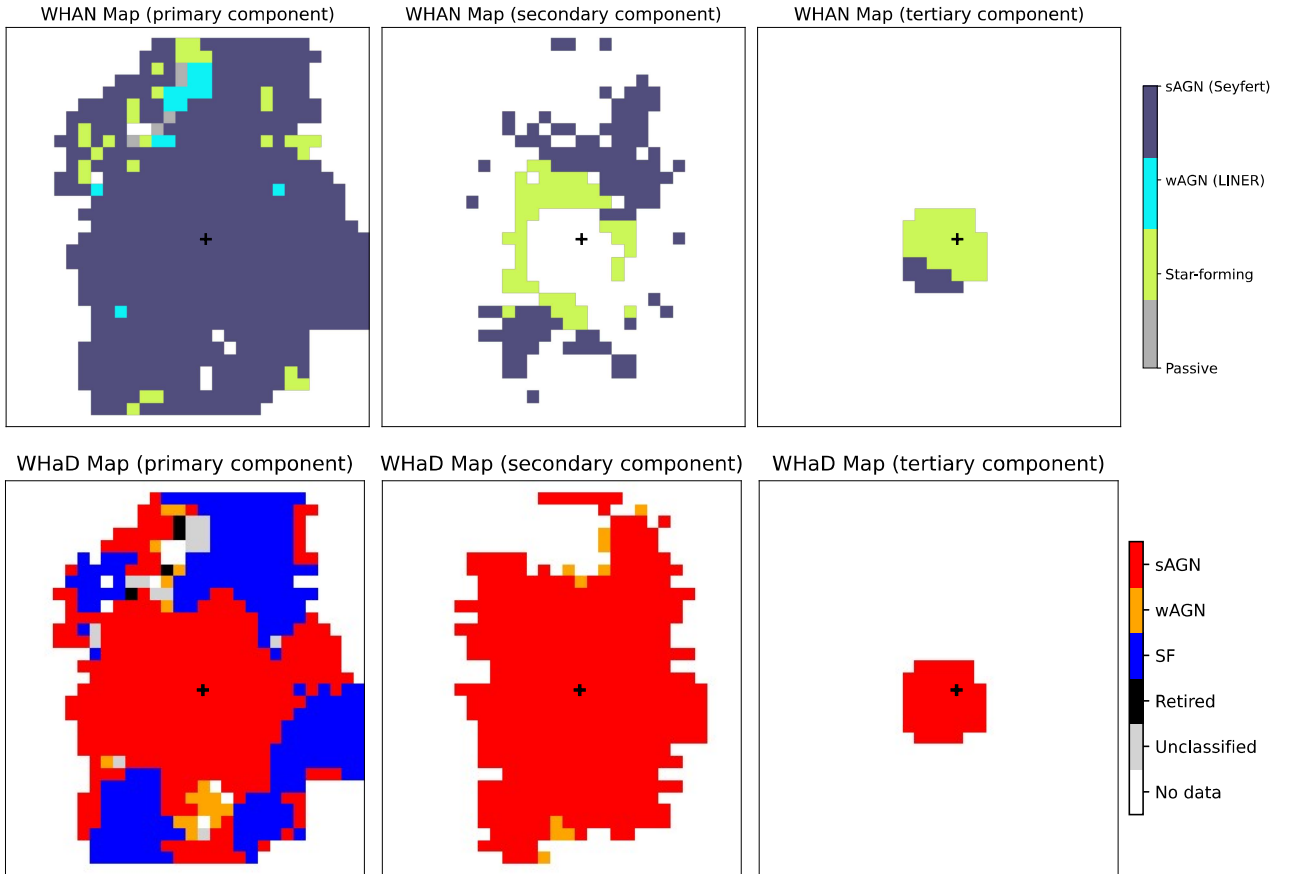 WHAN Map (primary component)
WHAN Map (secondary component)
WHAN Map (tertiary component)
sAGN (Seyfert)
wAGN (LINER)
Star-forming
Passive
WHaD Map (primary component)
WHaD Map (secondary component)
WHaD Map (tertiary component)
sAGN
wAGN
SF
Retired
Unclassified
No data